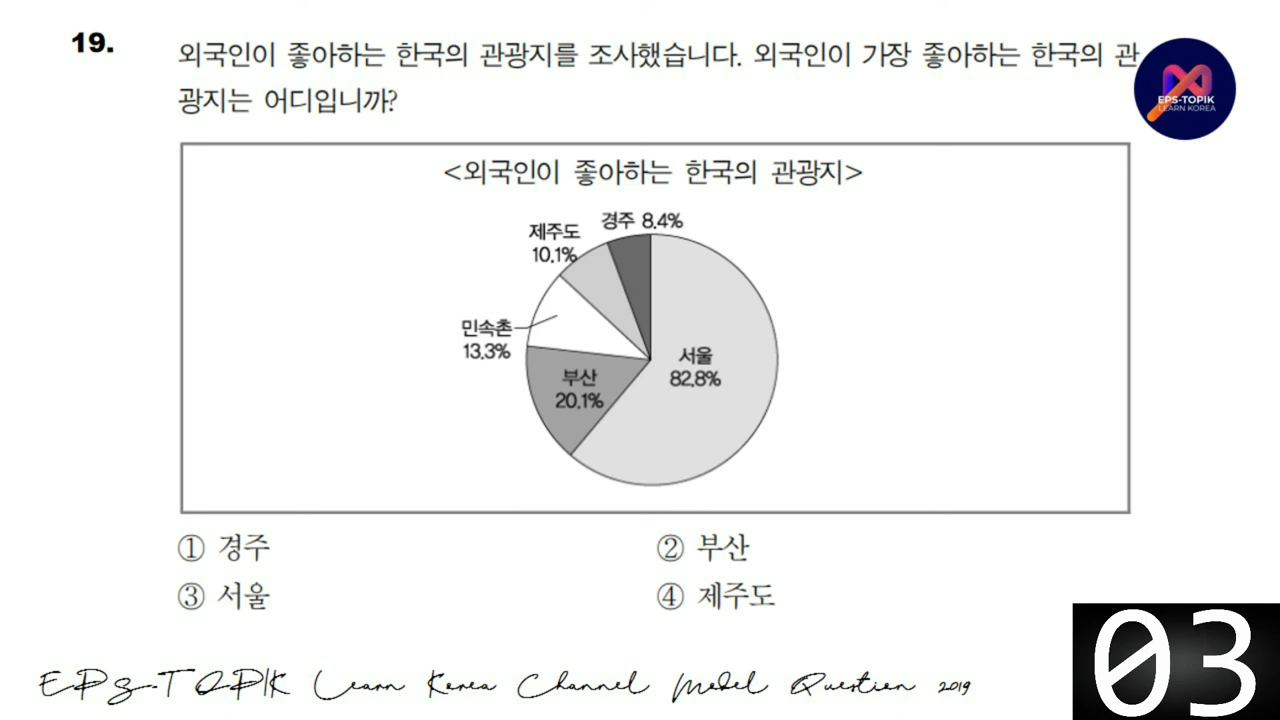 19.
외국인이 좋아하는 한국의 관광지를 조사했습니다. 외국인이 가장 좋아하는 한국의 관
광지는 어디입니까?
EPS-TOPIK
LEARN KOREA
<외국인이 좋아하는 한국의 관광지>
경주 8.4%
제주도
10.1%
민속촌
13.3%
서울
82.8%
부산
20.1%
① 경주
② 부산
③ 서울
④ 제주도
EPS-TOPIK Learn Korea Channel Model Question 2019
03